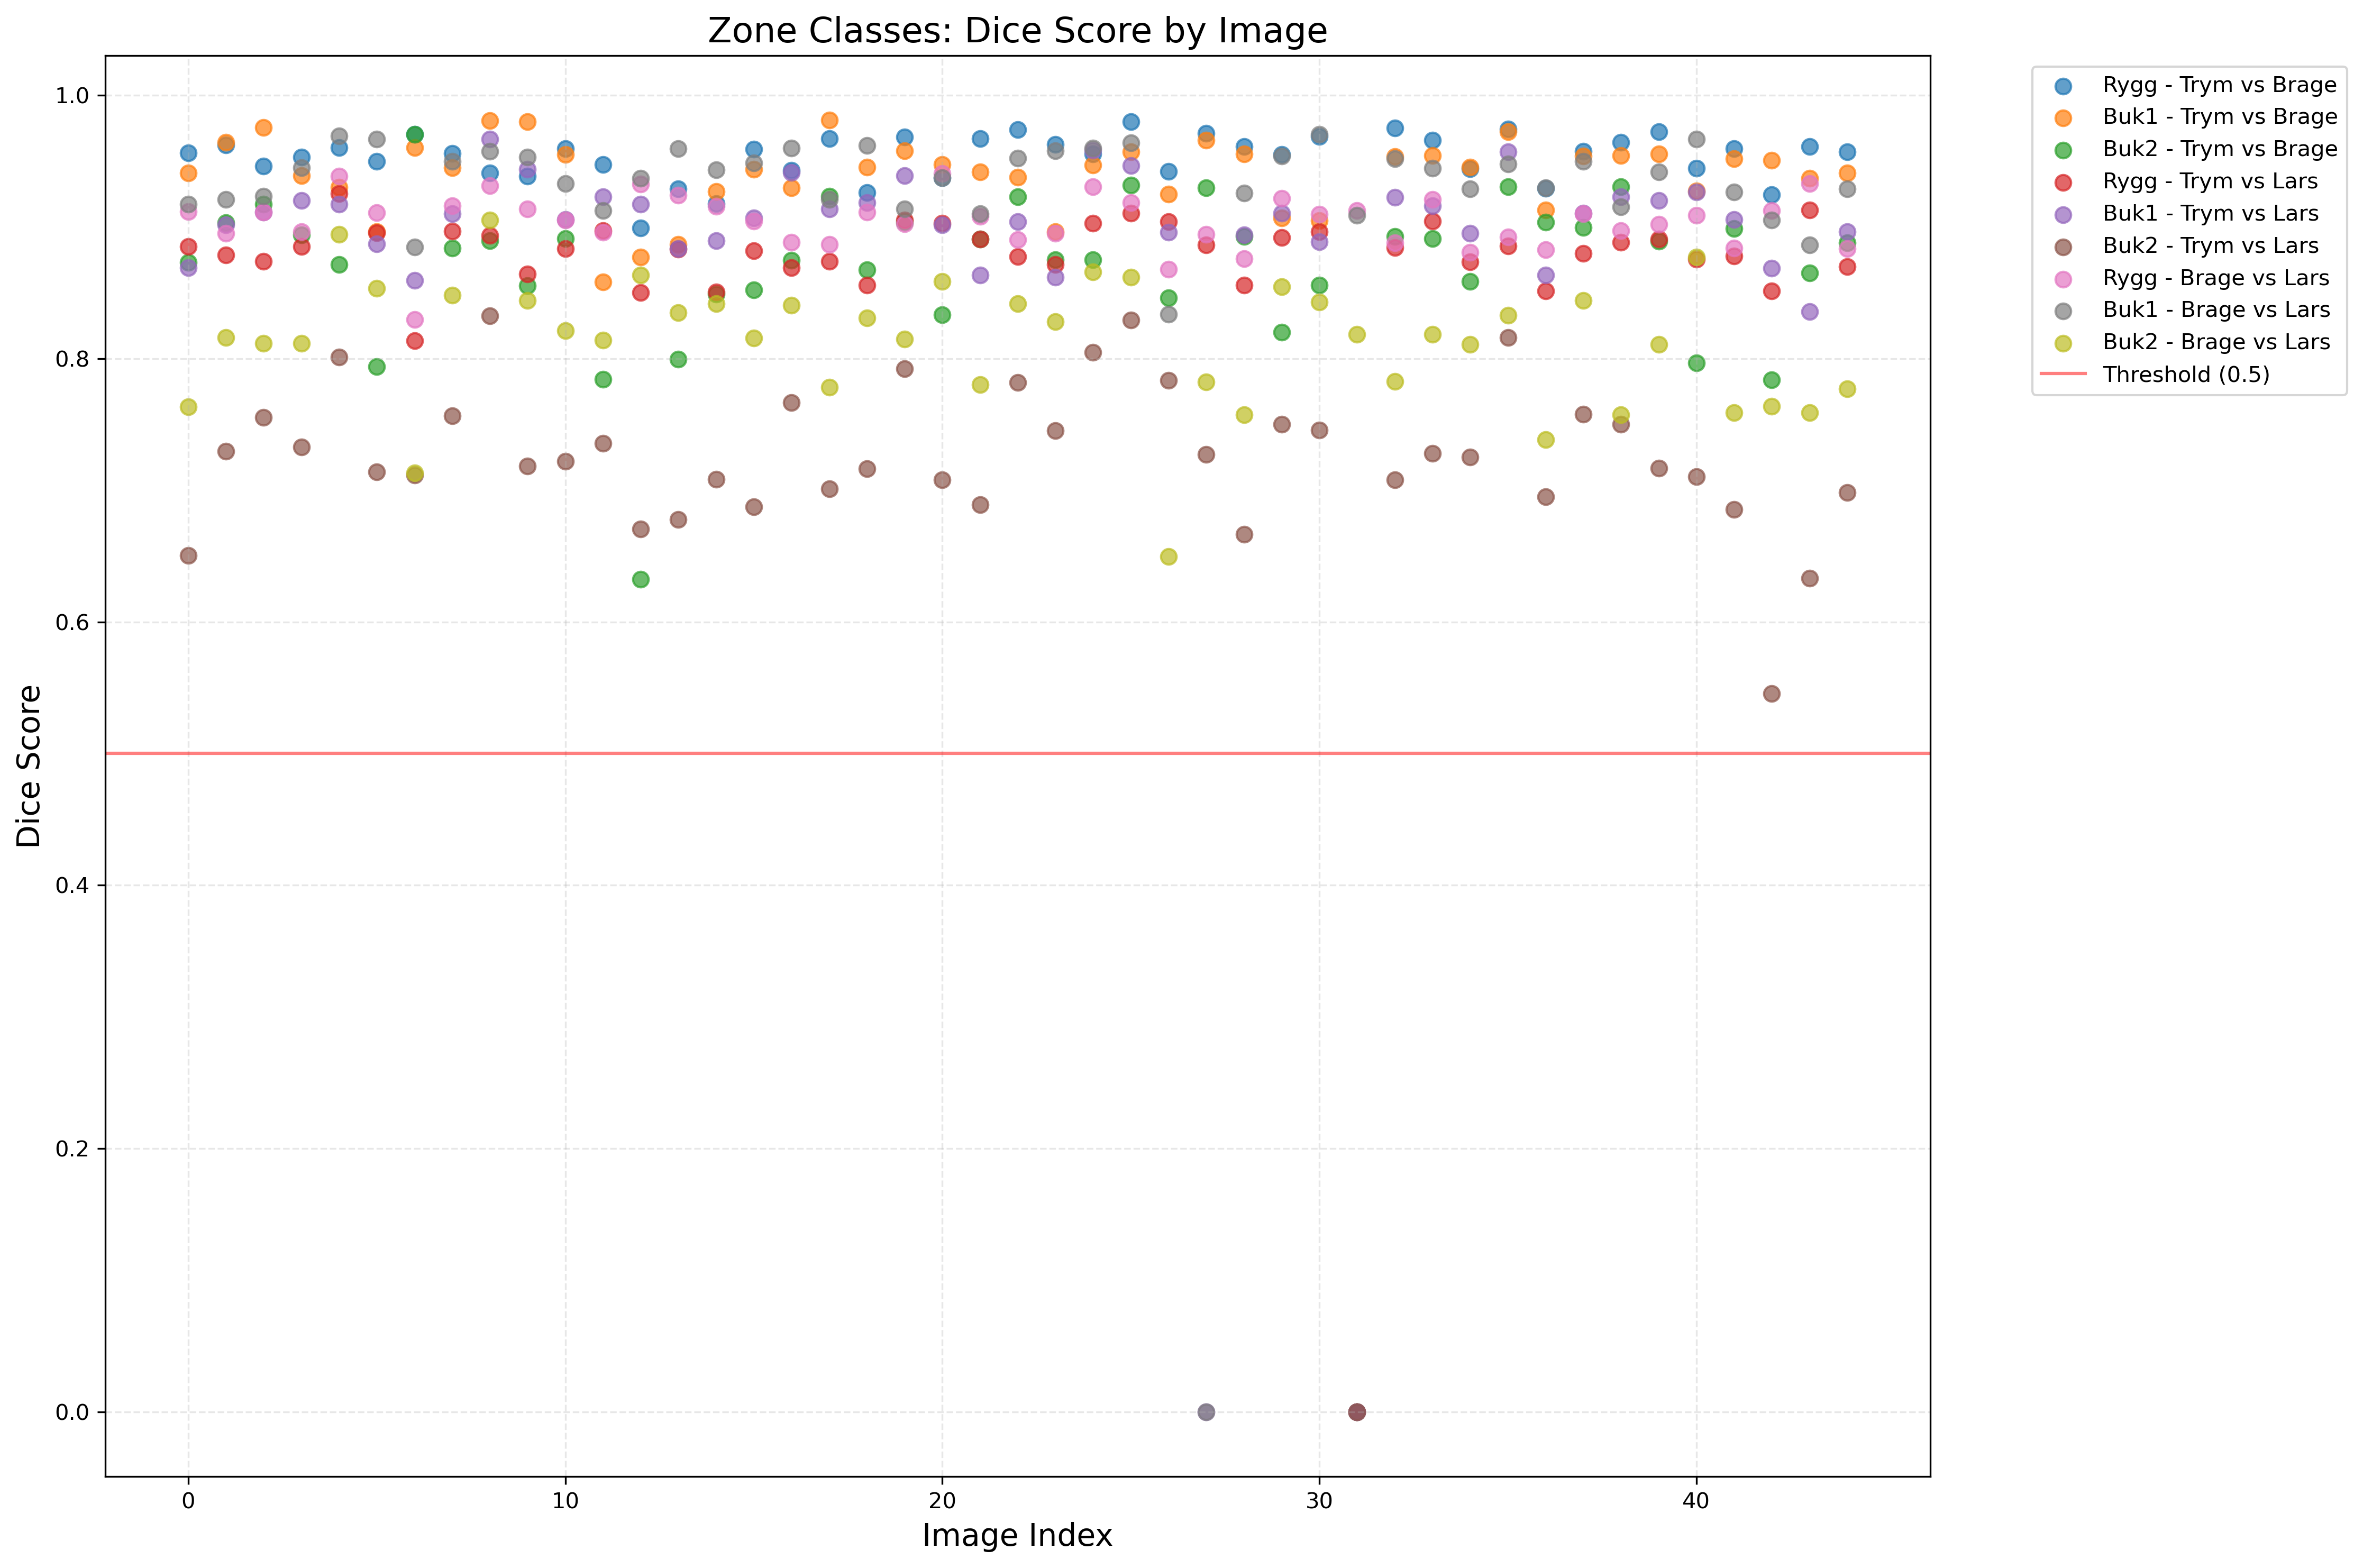 Zone Classes: Dice Score by Image
1.0
0.8
0.6
0.4
0.2
0.0
Dice Score
0 10 20 30 40
Image Index
Rygg - Trym vs Brage
Buk1 - Trym vs Brage
Buk2 - Trym vs Brage
Rygg - Trym vs Lars
Buk1 - Trym vs Lars
Buk2 - Trym vs Lars
Rygg - Brage vs Lars
Buk1 - Brage vs Lars
Buk2 - Brage vs Lars
Threshold (0.5)